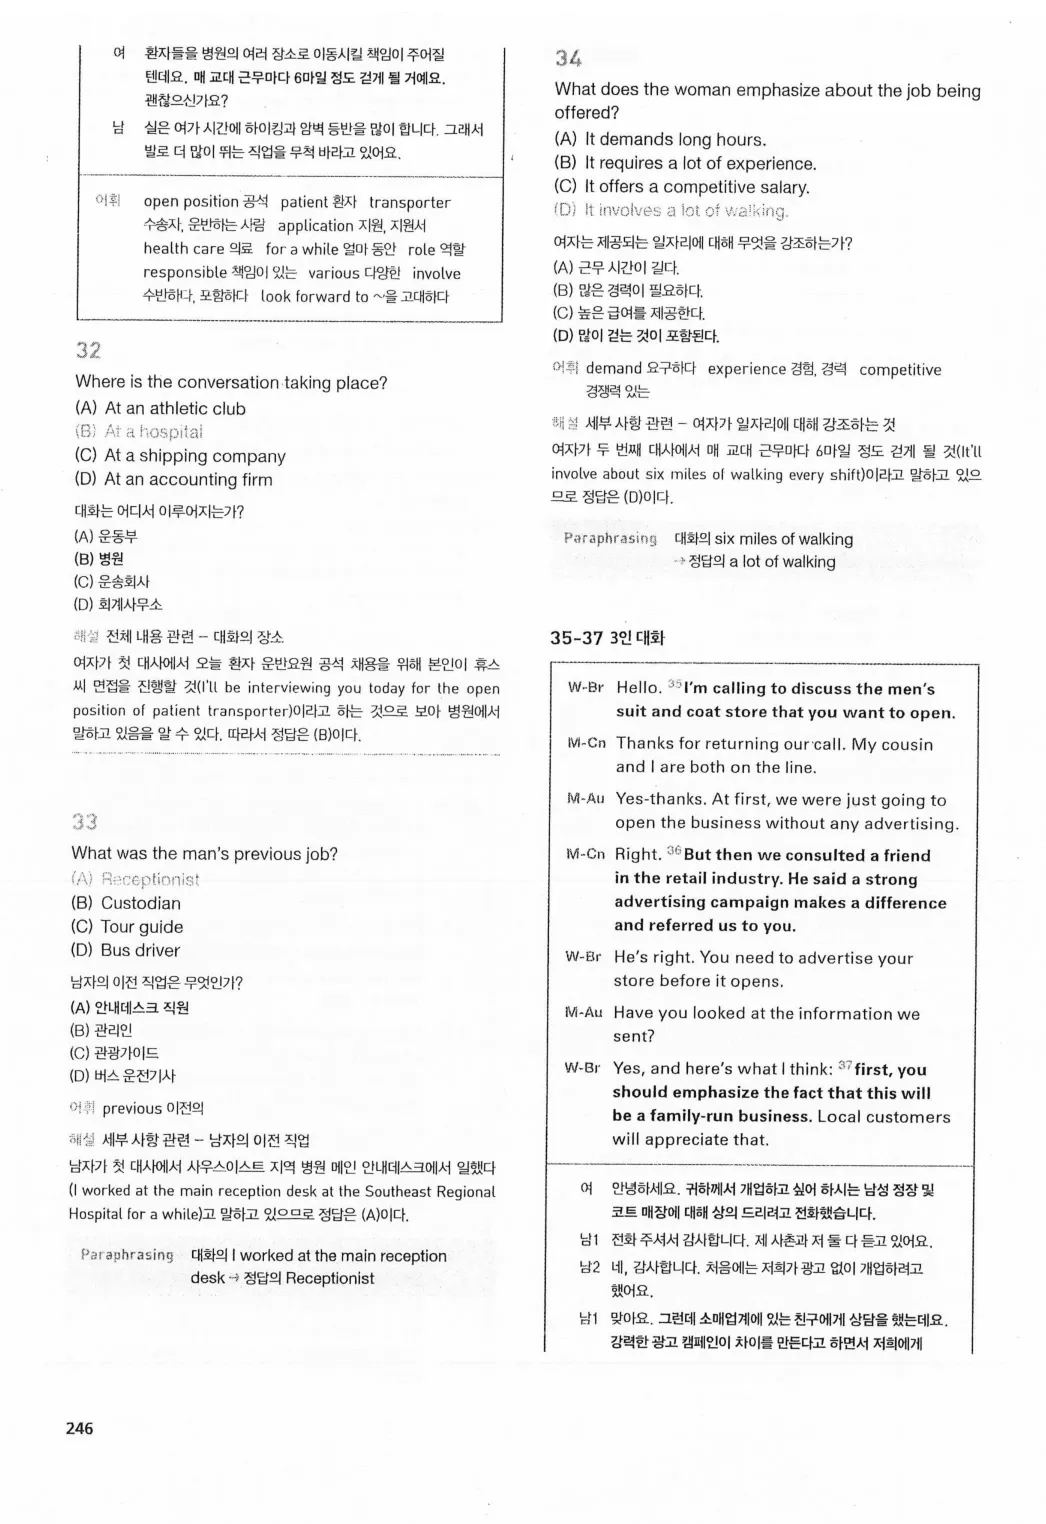 여 환자들을 병원의 여러 장소로 이동시킬 책임이 주어질
텐데요. 매 교대 근무마다 6마일 정도 걷게 될 거예요.
괜찮으신가요?
남 실은 여가 시간에 하이킹과 암벽 등반을 많이 합니다. 그래서
발로 더 많이 뛰는 직업을 무척 바라고 있어요.
어휘 open position 공석 patient 환자 transporter
수송자, 운반하는 사람 application 지원, 지원서
health care 의료 for a while 얼마 동안 role 역할
responsible 책임이 있는 various 다양한 involve
수반하다, 포함하다 look forward to ~을 고대하다
32
Where is the conversation taking place?
(A) At an athletic club
(B) At a hospital
(C) At a shipping company
(D) At an accounting firm
대화는 어디서 이루어지는가?
(A) 운동부
(B) 병원
(C) 운송회사
(D) 회계사무소
해설 전체 내용 관련 – 대화의 장소
여자가 첫 대사에서 오늘 환자 운반요원 공석 채용을 위해 본인이 휴스
씨 면접을 진행할 것(I'll be interviewing you today for the open
position of patient transporter)이라고 하는 것으로 보아 병원에서
말하고 있음을 알 수 있다. 따라서 정답은 (B)이다.
33
What was the man's previous job?
(A) Receptionist
(B) Custodian
(C) Tour guide
(D) Bus driver
남자의 이전 직업은 무엇인가?
(A) 안내데스크 직원
(B) 관리인
(C) 관광가이드
(D) 버스 운전기사
어휘 previous 이전의
해설 세부 사항 관련 – 남자의 이전 직업
남자가 첫 대사에서 사우스이스트 지역 병원 메인 안내데스크에서 일했다
(I worked at the main reception desk at the Southeast Regional
Hospital for a while)고 말하고 있으므로 정답은 (A)이다.
Paraphrasing 대화의 I worked at the main reception
desk → 정답의 Receptionist
34
What does the woman emphasize about the job being
offered?
(A) It demands long hours.
(B) It requires a lot of experience.
(C) It offers a competitive salary.
(D) It involves a lot of walking.
여자는 제공되는 일자리에 대해 무엇을 강조하는가?
(A) 근무 시간이 길다.
(B) 많은 경력이 필요하다.
(C) 높은 급여를 제공한다.
(D) 많이 걷는 것이 포함된다.
어휘 demand 요구하다 experience 경험, 경력 competitive
경쟁력 있는
해설 세부 사항 관련 – 여자가 일자리에 대해 강조하는 것
여자가 두 번째 대사에서 매 교대 근무마다 6마일 정도 걷게 될 것(It'll
involve about six miles of walking every shift)이라고 말하고 있으
므로 정답은 (D)이다.
Paraphrasing 대화의 six miles of walking
→ 정답의 a lot of walking
35-37 3인 대화
W-Br Hello. 35 I'm calling to discuss the men's
suit and coat store that you want to open.
M-Cn Thanks for returning our call. My cousin
and I are both on the line.
M-Au Yes-thanks. At first, we were just going to
open the business without any advertising.
M-Cn Right. 36 But then we consulted a friend
in the retail industry. He said a strong
advertising campaign makes a difference
and referred us to you.
W-Br He's right. You need to advertise your
store before it opens.
M-Au Have you looked at the information we
sent?
W-Br Yes, and here's what I think: 37 first, you
should emphasize the fact that this will
be a family-run business. Local customers
will appreciate that.
여 안녕하세요. 귀하께서 개업하고 싶어 하시는 남성 정장 및
코트 매장에 대해 상의 드리려고 전화했습니다.
남1 전화 주셔서 감사합니다. 제 사촌과 저 둘 다 듣고 있어요.
남2 네, 감사합니다. 처음에는 저희가 광고 없이 개업하려고
했어요.
남1 맞아요. 그런데 소매업계에 있는 친구에게 상담을 했는데요.
강력한 광고 캠페인이 차이를 만든다고 하면서 저희에게
246